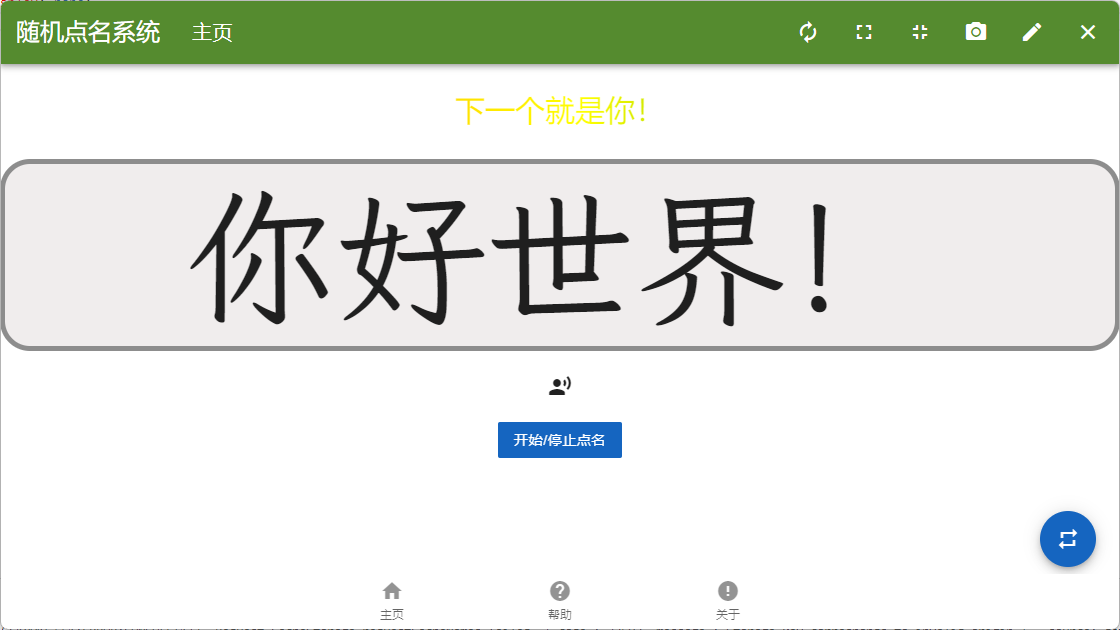 随机点名系统 主页
下一个就是你！
你好世界！
开始/停止点名
主页 帮助 关于